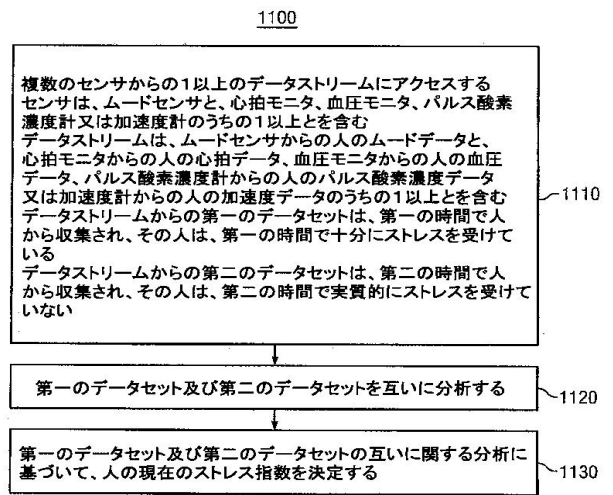 1100
複数のセンサからの1以上のデータストリームにアクセスする
センサは、ムードセンサと、心拍モニタ、血圧モニタ、パルス酸素
濃度計又は加速度計のうちの1以上とを含む
データストリームは、ムードセンサからの人のムードデータと、
心拍モニタからの人の心拍データ、血圧モニタからの人の血圧
データ、パルス酸素濃度計からの人のパルス酸素濃度データ
又は加速度計からの人の加速度データのうちの1以上とを含む
データストリームからの第一のデータセットは、第一の時間で人
から収集され、その人は、第一の時間で十分にストレスを受けて
いる
データストリームからの第二のデータセットは、第二の時間で人
から収集され、その人は、第二の時間で実質的にストレスを受けて
いない
1110
第一のデータセット及び第二のデータセットを互いに分析する
1120
第一のデータセット及び第二のデータセットの互いに関する分析に
基づいて、人の現在のストレス指数を決定する
1130